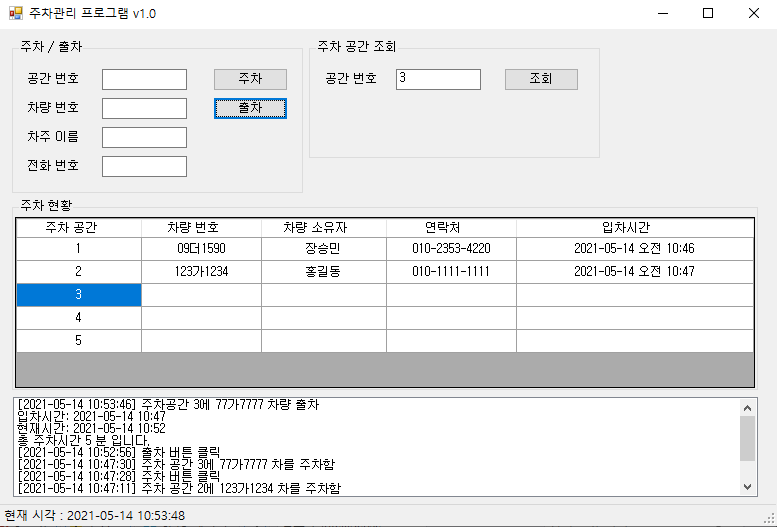 주차관리 프로그램 v1.0
주차 / 출차
공간 번호 주차
차량 번호 출차
차주 이름
전화 번호
주차 공간 조회
공간 번호 3 조회
주차 현황
주차 공간 차량 번호 차량 소유자 연락처 입차시간
1 09더1590 장승민 010-2353-4220 2021-05-14 오전 10:46
2 123가1234 홍길동 010-1111-1111 2021-05-14 오전 10:47
3
4
5
[2021-05-14 10:53:46] 주차공간 3에 77가7777 차량 출차
입차시간: 2021-05-14 10:47
현재시간: 2021-05-14 10:52
총 주차시간 5 분 입니다.
[2021-05-14 10:52:56] 출차 버튼 클릭
[2021-05-14 10:47:30] 주차 공간 3에 77가7777 차를 주차함
[2021-05-14 10:47:28] 주차 버튼 클릭
[2021-05-14 10:47:11] 주차 공간 2에 123가1234 차를 주차함
현재 시각 : 2021-05-14 10:53:48